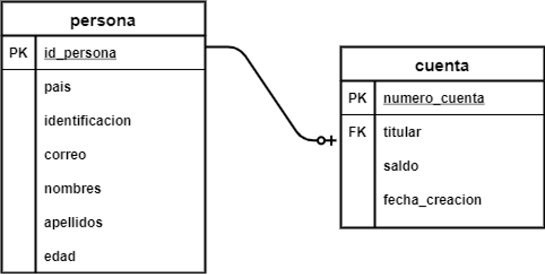 persona
PK id_persona
pais
identificacion
correo
nombres
apellidos
edad
cuenta
PK numero_cuenta
FK titular
saldo
fecha_creacion